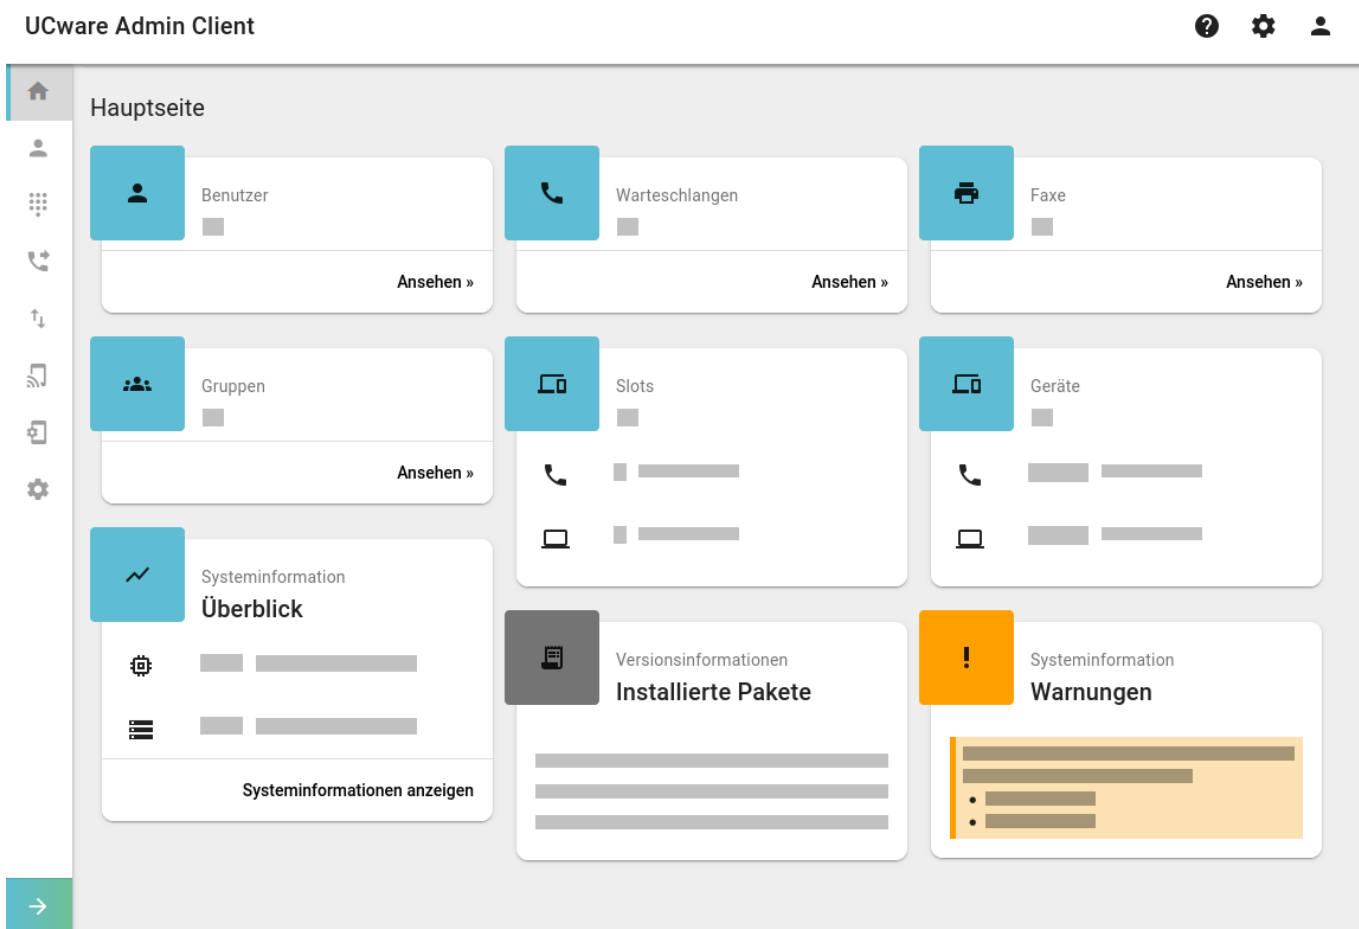 UCware Admin Client
Hauptseite
Benutzer
Ansehen »
Warteschlangen
Ansehen »
Faxe
Ansehen »
Gruppen
Ansehen »
Slots
Geräte
Systeminformation
Überblick
Systeminformationen anzeigen
Versionsinformationen
Installierte Pakete
Systeminformation
Warnungen